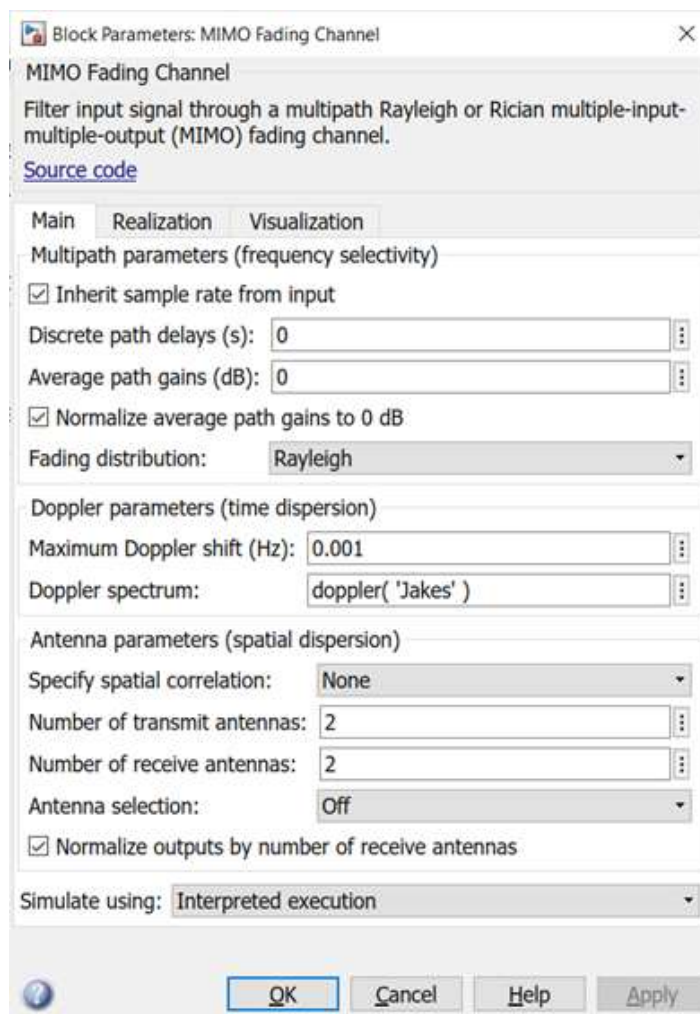 Block Parameters: MIMO Fading Channel
MIMO Fading Channel
Filter input signal through a multipath Rayleigh or Rician multiple-input-
multiple-output (MIMO) fading channel.
Source code
Main Realization Visualization
Multipath parameters (frequency selectivity)
Inherit sample rate from input
Discrete path delays (s): 0
Average path gains (dB): 0
Normalize average path gains to 0 dB
Fading distribution: Rayleigh
Doppler parameters (time dispersion)
Maximum Doppler shift (Hz): 0.001
Doppler spectrum: doppler( 'Jakes' )
Antenna parameters (spatial dispersion)
Specify spatial correlation: None
Number of transmit antennas: 2
Number of receive antennas: 2
Antenna selection: Off
Normalize outputs by number of receive antennas
Simulate using: Interpreted execution
OK Cancel Help Apply